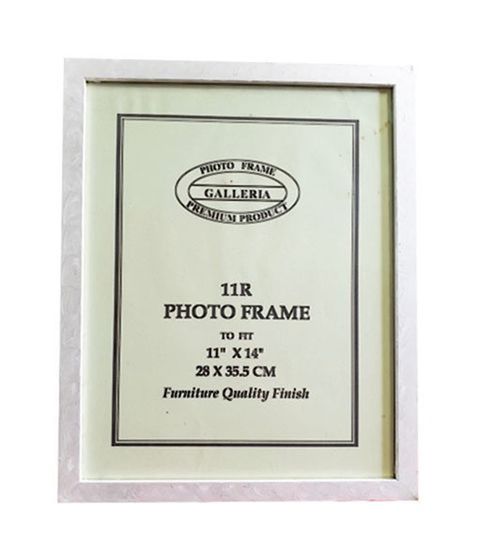 PHOTO FRAME
GALLERIA
PREMIUM PRODUCT
11R
PHOTO FRAME
TO FIT
11" X 14"
28 X 35.5 CM
Furniture Quality Finish